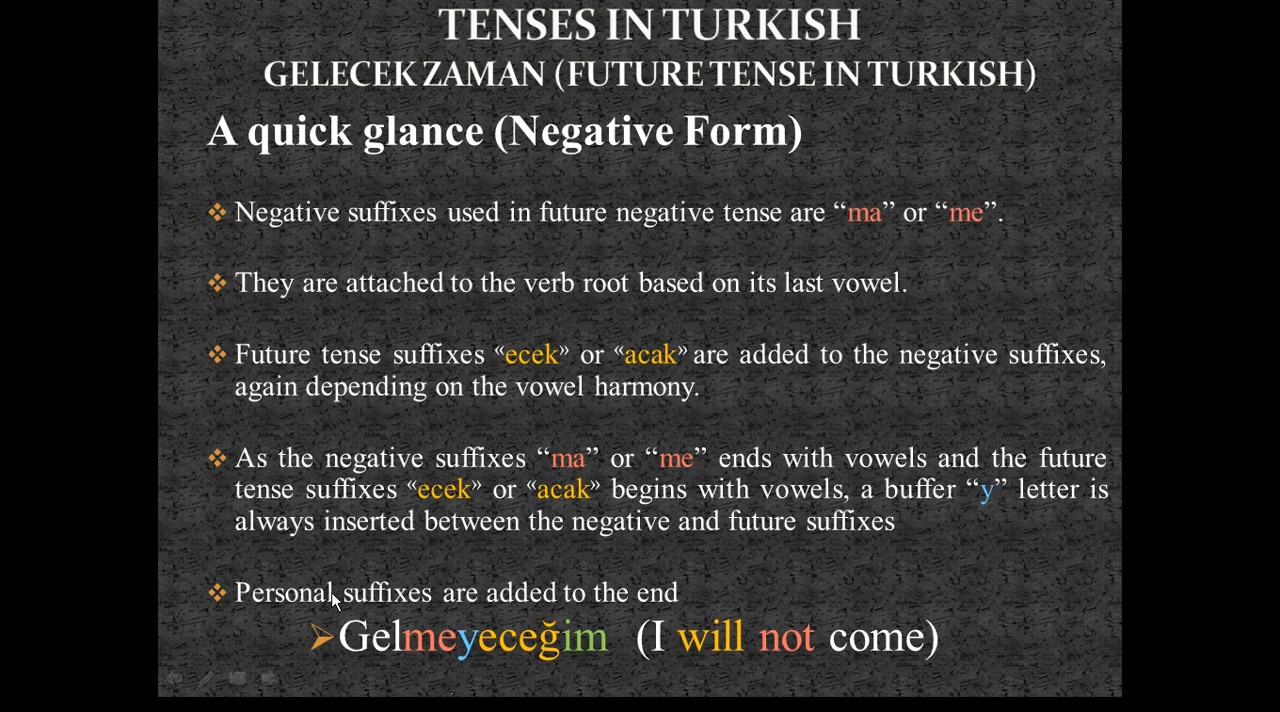 TENSES IN TURKISH
GELECEK ZAMAN (FUTURE TENSE IN TURKISH)
A quick glance (Negative Form)
Negative suffixes used in future negative tense are “ma” or “me”.
They are attached to the verb root based on its last vowel.
Future tense suffixes “ecek” or “acak” are added to the negative suffixes,
again depending on the vowel harmony.
As the negative suffixes “ma” or “me” ends with vowels and the future
tense suffixes “ecek” or “acak” begins with vowels, a buffer “y” letter is
always inserted between the negative and future suffixes
Personal suffixes are added to the end
Gelmeyeceğim (I will not come)